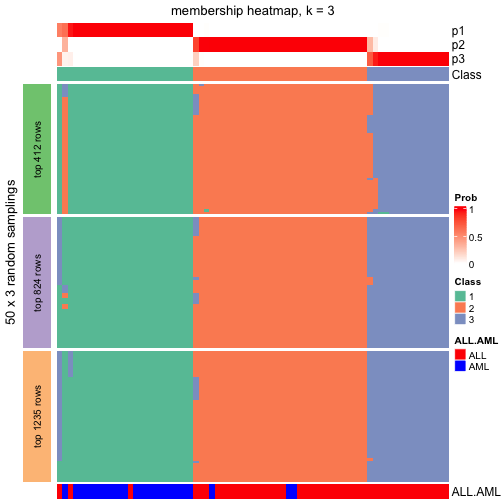 membership heatmap, k = 3
p1
p2
p3
Class
50 x 3 random samplings
top 412 rows
top 824 rows
top 1235 rows
Prob
1
0.5
0
Class
1
2
3
ALL.AML
ALL
AML
ALL.AML